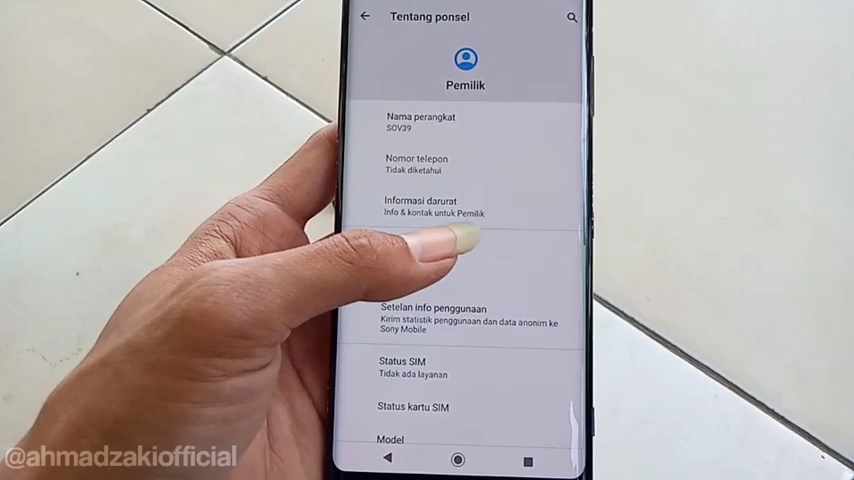 Tentang ponsel
Pemilik
Nama perangkat
SOV39
Nomor telepon
Tidak diketahui
Informasi darurat
Info & kontak untuk Pemilik
Setelan info penggunaan
Kirim statistik penggunaan dan data anonim ke
Sony Mobile
Status SIM
Tidak ada layanan
Status kartu SIM
Model
@ahmadzakiofficial